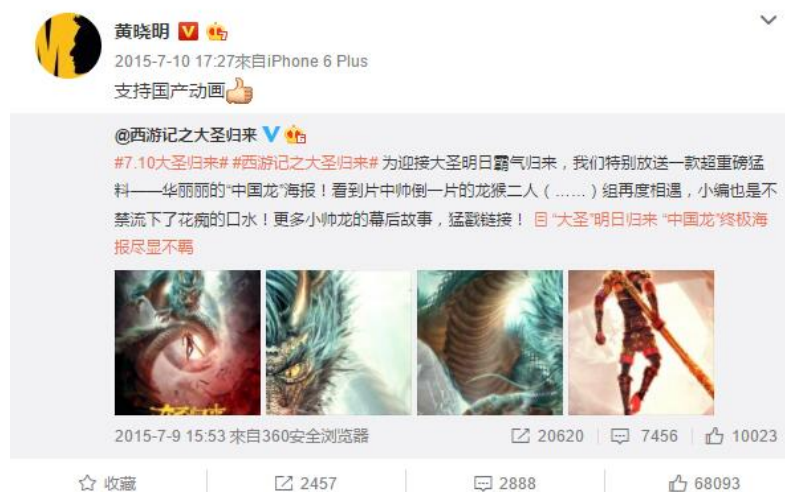 黄晓明
2015-7-10 17:27來自iPhone 6 Plus
支持国产动画
@西游记之大圣归来
#7.10大圣归来# #西游记之大圣归来# 为迎接大圣明日霸气归来，我们特别放送一款超重磅猛
料——华丽丽的“中国龙”海报！看到片中帅倒一片的龙猴二人（……）组再度相遇，小编也是不
禁流下了花痴的口水！更多小帅龙的幕后故事，猛戳链接！ “大圣”明日归来 “中国龙”终极海
报尽显不羁
2015-7-9 15:53 來自360安全浏览器 20620 7456 10023
收藏 2457 2888 68093